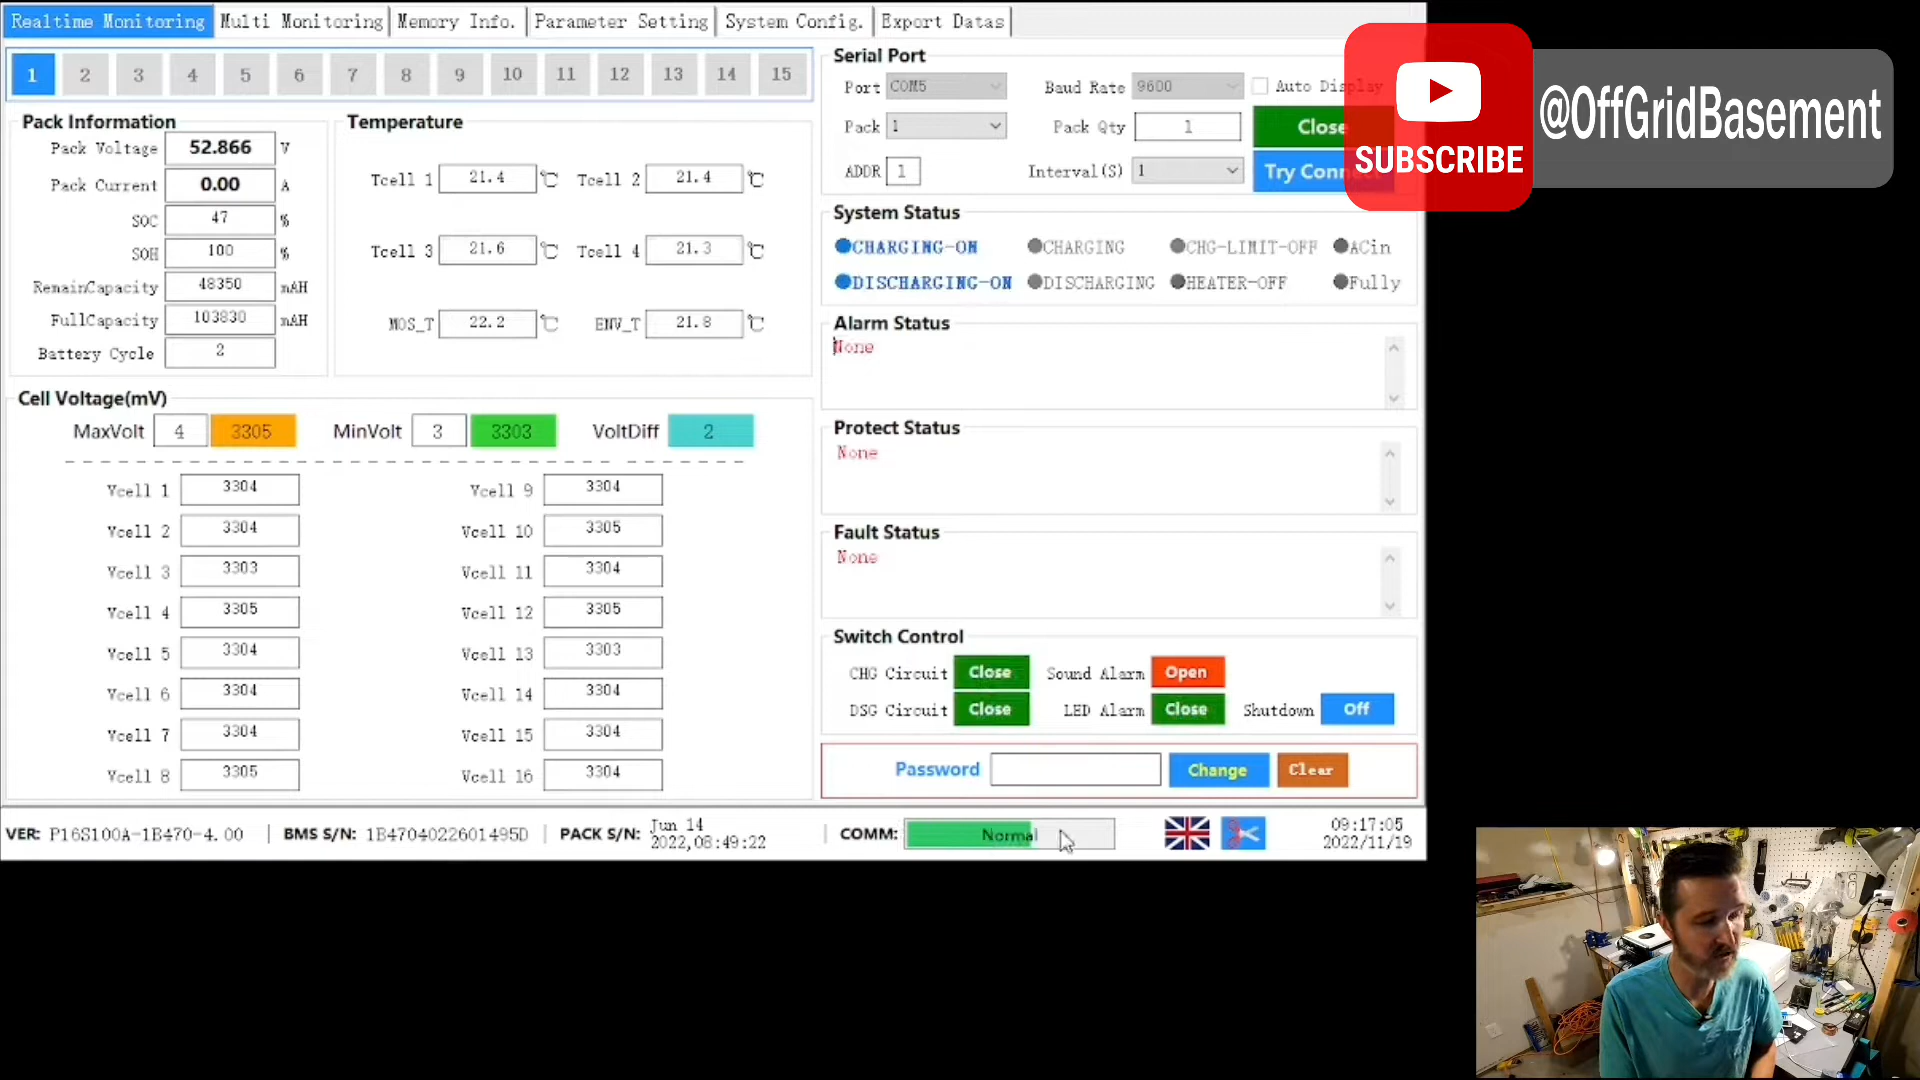 Realtime Monitoring Multi Monitoring Memory Info. Parameter Setting System Config. Export Datas
1 2 3 4 5 6 7 8 9 10 11 12 13 14 15
Pack Information
Pack Voltage 52.866 V
Pack Current 0.00 A
SOC 47 %
SOH 100 %
RemainCapacity 48350 mAH
FullCapacity 103830 mAH
Battery Cycle 2
Temperature
Tcell 1 21.4 ℃ Tcell 2 21.4 ℃
Tcell 3 21.6 ℃ Tcell 4 21.3 ℃
MOS_T 22.2 ℃ ENV_T 21.8 ℃
Cell Voltage(mV)
MaxVolt 4 3305 MinVolt 3 3303 VoltDiff 2
Vcell 1 3304 Vcell 9 3304
Vcell 2 3304 Vcell 10 3305
Vcell 3 3303 Vcell 11 3304
Vcell 4 3305 Vcell 12 3305
Vcell 5 3304 Vcell 13 3303
Vcell 6 3304 Vcell 14 3304
Vcell 7 3304 Vcell 15 3304
Vcell 8 3305 Vcell 16 3304
Serial Port
Port COM5 Baud Rate 9600 Auto Display
Pack 1 Pack Qty 1 Close
ADDR 1 Interval(S) 1 Try Conn
SUBSCRIBE
@OffGridBasement
System Status
CHARGING-ON CHARGING CHG-LIMIT-OFF ACin
DISCHARGING-ON DISCHARGING HEATER-OFF Fully
Alarm Status
None
Protect Status
None
Fault Status
None
Switch Control
CHG Circuit Close Sound Alarm Open
DSG Circuit Close LED Alarm Close Shutdown Off
Password Change Clear
VER: P16S100A-1B470-4.00 BMS S/N: 1B4704022601495D PACK S/N: Jun 14
2022,08:49:22
COMM: Normal
09:17:05
2022/11/19